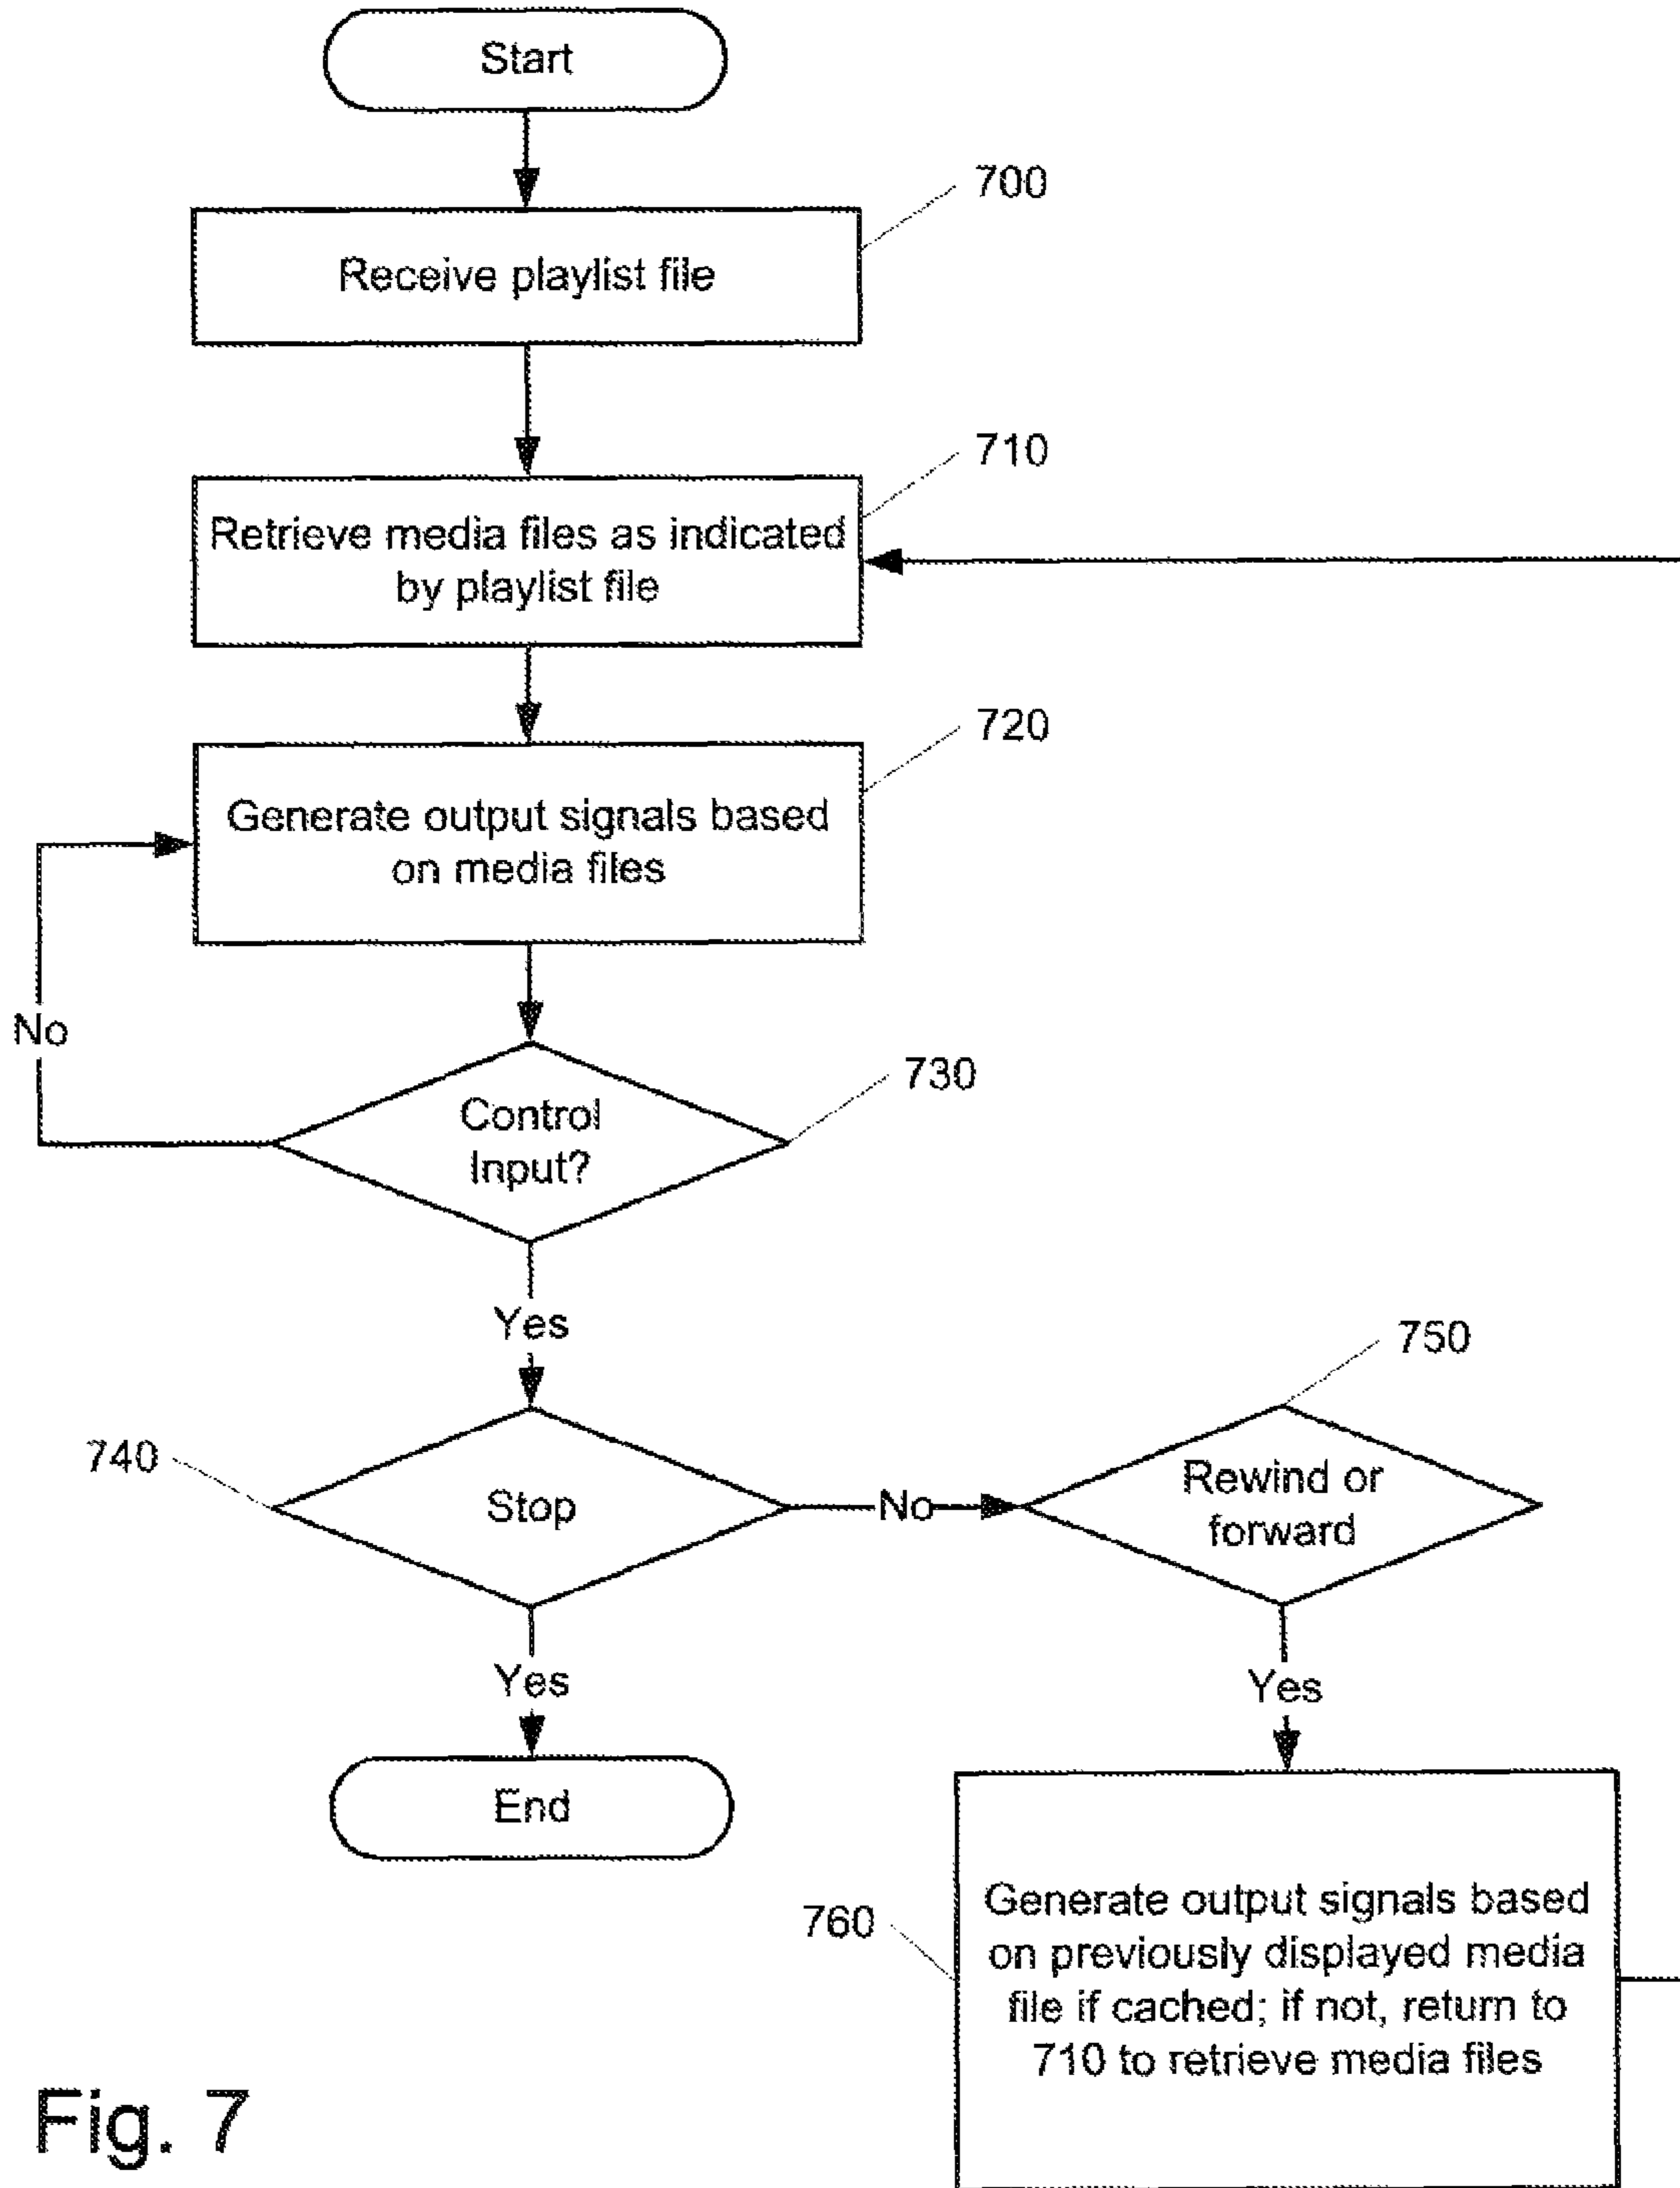 Start
700
Receive playlist file
710
Retrieve media files as indicated
by playlist file
720
Generate output signals based
on media files
No
730
Control
Input?
Yes
750
740
Stop
No
Rewind or
forward
Yes
Yes
End
760
Generate output signals based
on previously displayed media
file if cached; if not, return to
710 to retrieve media files
Fig. 7